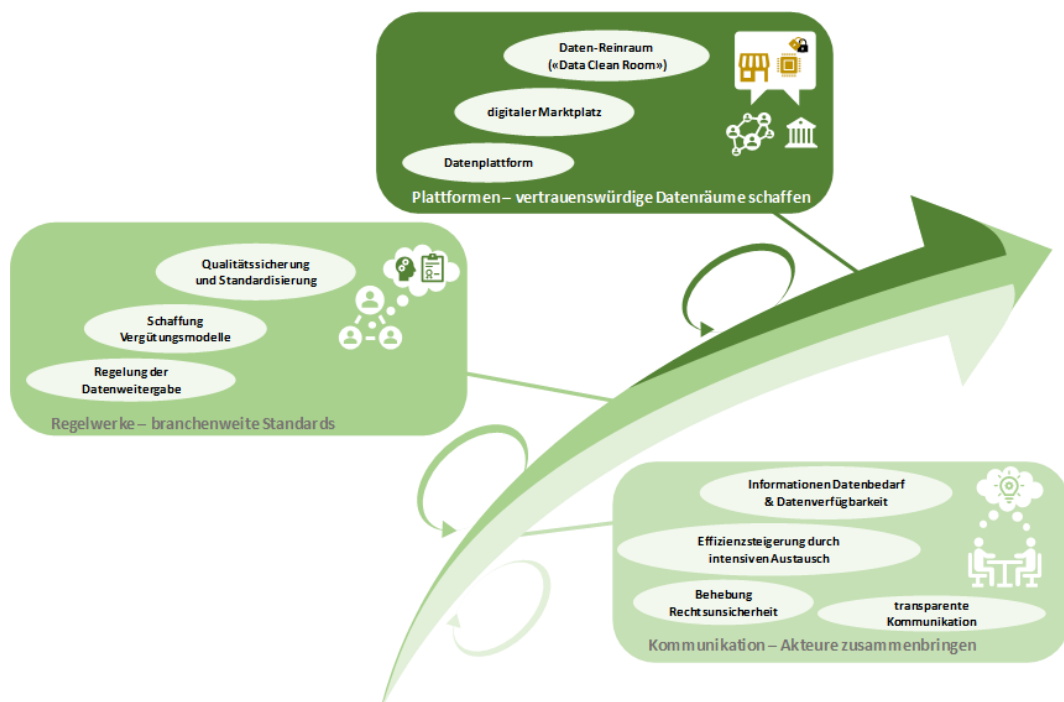 Daten-Reinraum
(«Data Clean Room»)
digitaler Marktplatz
Datenplattform
Plattformen – vertrauenswürdige Datenräume schaffen
Qualitätssicherung
und Standardisierung
Schaffung
Vergütungsmodelle
Regelung der
Datenweitergabe
Regelwerke – branchenweite Standards
Informationen Datenbedarf
& Datenverfügbarkeit
Effizienzsteigerung durch
intensiven Austausch
Behebung
Rechtsunsicherheit
transparente
Kommunikation
Kommunikation – Akteure zusammenbringen